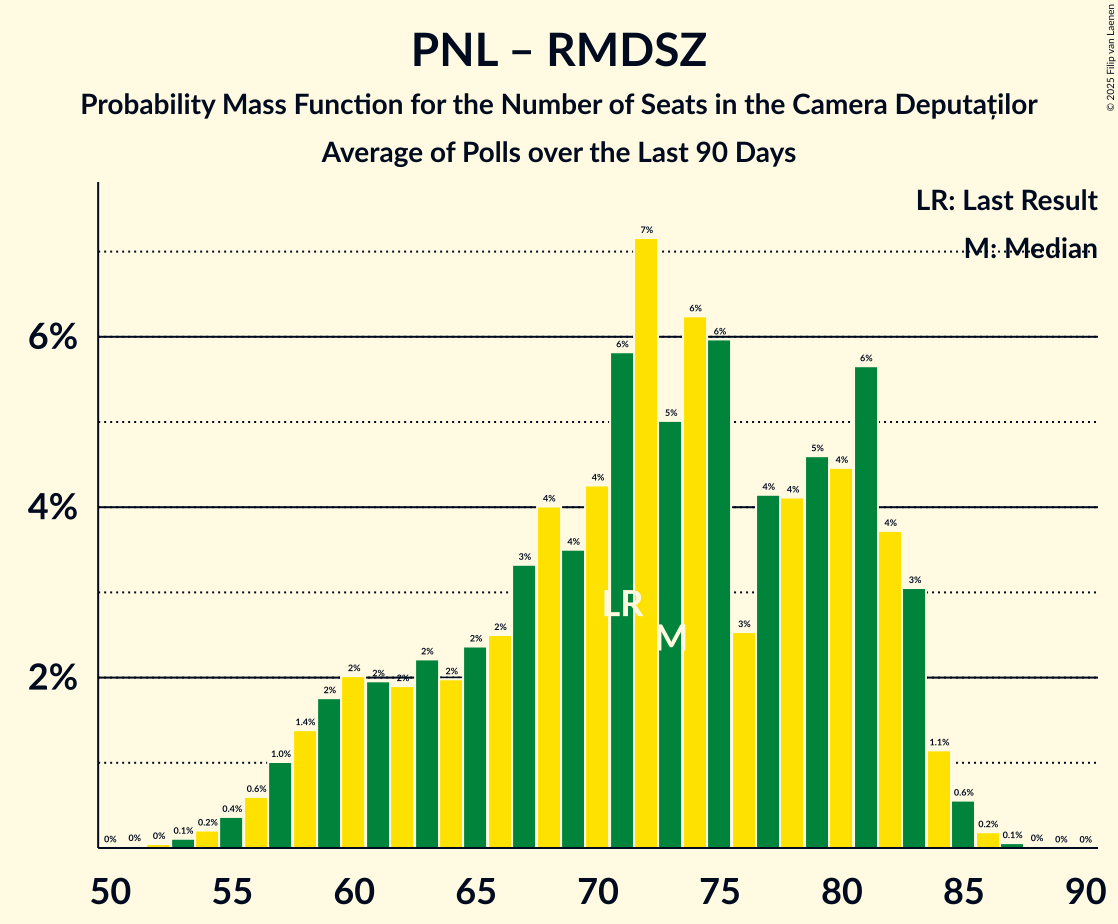 PNL – RMDSZ
Probability Mass Function for the Number of Seats in the Camera Deputaților
Average of Polls over the Last 90 Days
© 2025 Filip van Laenen
LR: Last Result
M: Median
6%
4%
2%
0% 0% 0% 0.1% 0.2% 0.4% 0.6% 1.0% 1.4% 2% 2% 2% 2% 2% 2% 2% 2% 3% 4% 4% 4% 6% 7% 5% 6% 6% 3% 4% 4% 5% 4% 6% 4% 3% 1.1% 0.6% 0.2% 0.1% 0% 0% 0%
LR
M
50 55 60 65 70 75 80 85 90